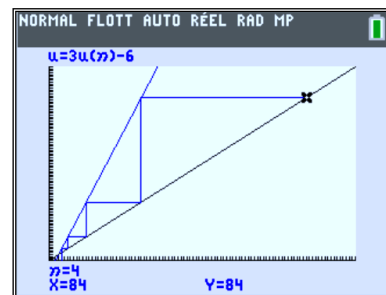 NORMAL FLOTT AUTO RÉEL RAD MP
u=3u(n)-6
n=4
X=84 Y=84